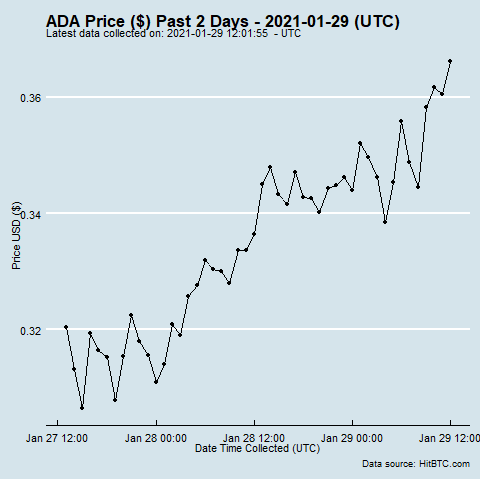 ADA Price ($) Past 2 Days - 2021-01-29 (UTC)
Latest data collected on: 2021-01-29 12:01:55  - UTC
0.36
0.34
0.32
Price USD ($)
Jan 27 12:00
Jan 28 00:00
Jan 28 12:00
Jan 29 00:00
Jan 29 12:00
Date Time Collected (UTC)
Data source: HitBTC.com